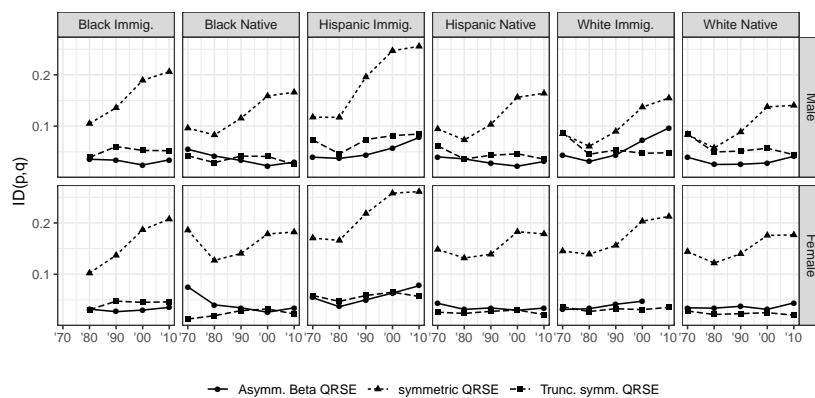 Black Immig. Black Native Hispanic Immig. Hispanic Native White Immig. White Native
0.2
0.1
Male
ID(p,q)
0.2
0.1
Female
'70 '80 '90 '00 '10 '70 '80 '90 '00 '10 '70 '80 '90 '00 '10 '70 '80 '90 '00 '10 '70 '80 '90 '00 '10 '70 '80 '90 '00 '10
Asymm. Beta QRSE symmetric QRSE Trunc. symm. QRSE